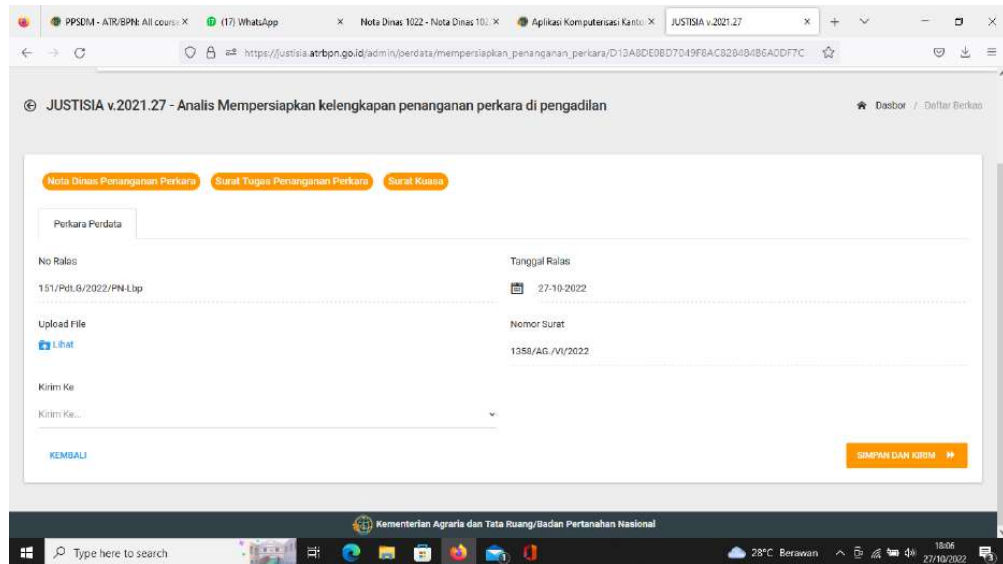 PPSDM - ATR/BPN: All course
(17) WhatsApp
Nota Dinas 1022 - Nota Dinas 102
Aplikasi Komputerisasi Kantor
JUSTISIA v.2021.27
https://justisia.atrbpn.go.id/admin/perdata/mempersiapkan_penanganan_perkara/D13A8DE0BD7049F8AC8284B4B6A0DF7C
JUSTISIA v.2021.27 - Analis Mempersiapkan kelengkapan penanganan perkara di pengadilan
Dasbor / Daftar Berkas
Nota Dinas Penanganan Perkara
Surat Tugas Penanganan Perkara
Surat Kuasa
Perkara Perdata
No Ralas
Tanggal Ralas
151/Pdt.G/2022/PN-Lbp
27-10-2022
Upload File
Nomor Surat
Lihat
1358/AG./VI/2022
Kirim Ke
Kirim Ke...
KEMBALI
SIMPAN DAN KIRIM
Kementerian Agraria dan Tata Ruang/Badan Pertanahan Nasional
Type here to search
28°C Berawan
18:06
27/10/2022